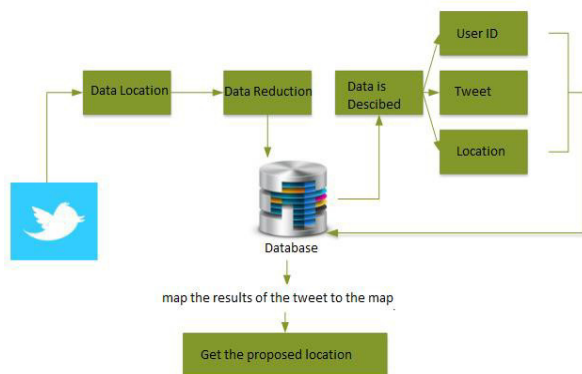 Data Location
Data Reduction
Data is
Descibed
User ID
Tweet
Location
Database
map the results of the tweet to the map
Get the proposed location